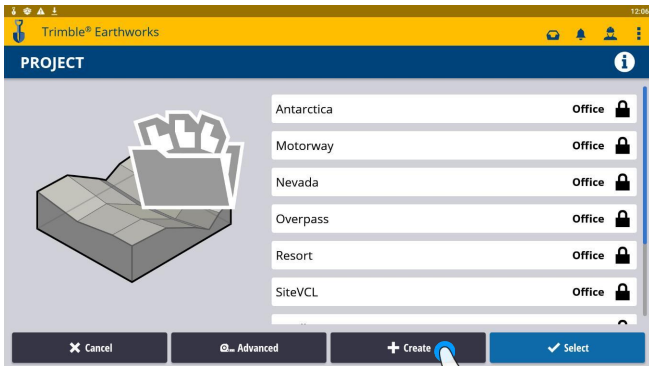 12:06
Trimble® Earthworks
PROJECT
Antarctica Office
Motorway Office
Nevada Office
Overpass Office
Resort Office
SiteVCL Office
Cancel Advanced Create Select